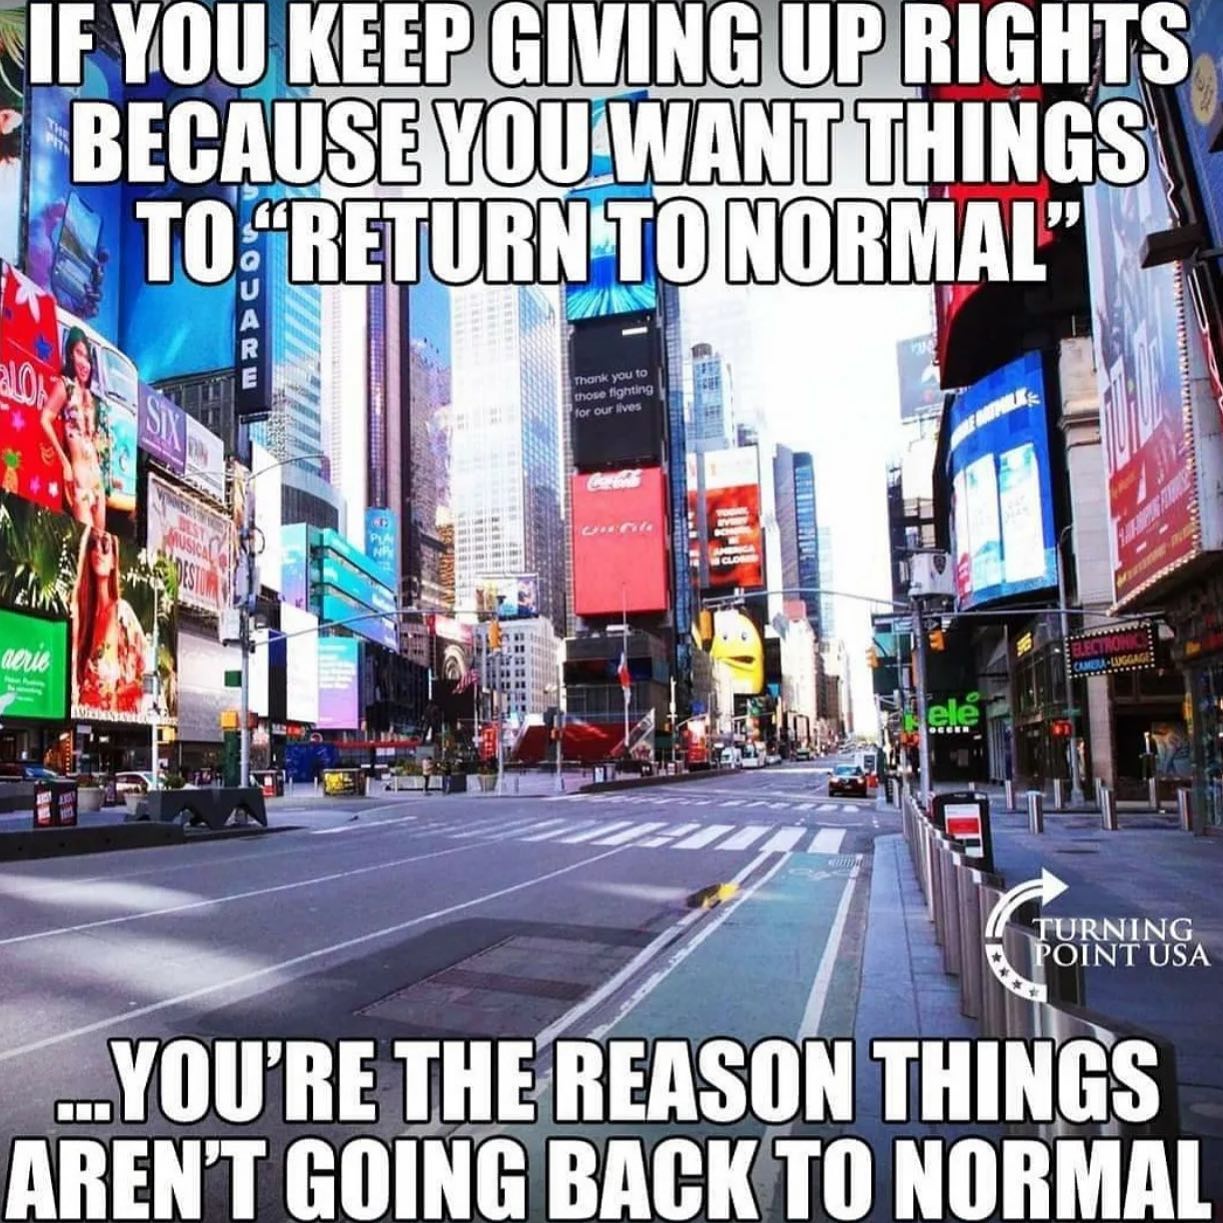 IF YOU KEEP GIVING UP RIGHTS
BECAUSE YOU WANT THINGS
TO “RETURN TO NORMAL”
SQUARE
Thank you to
those fighting
for our lives
SIX
Coca-Cola
aerie
ELECTRONICS
CAMERA • LUGGAGE
elé
SOCCER
TURNING
POINT USA
...YOU’RE THE REASON THINGS
AREN’T GOING BACK TO NORMAL